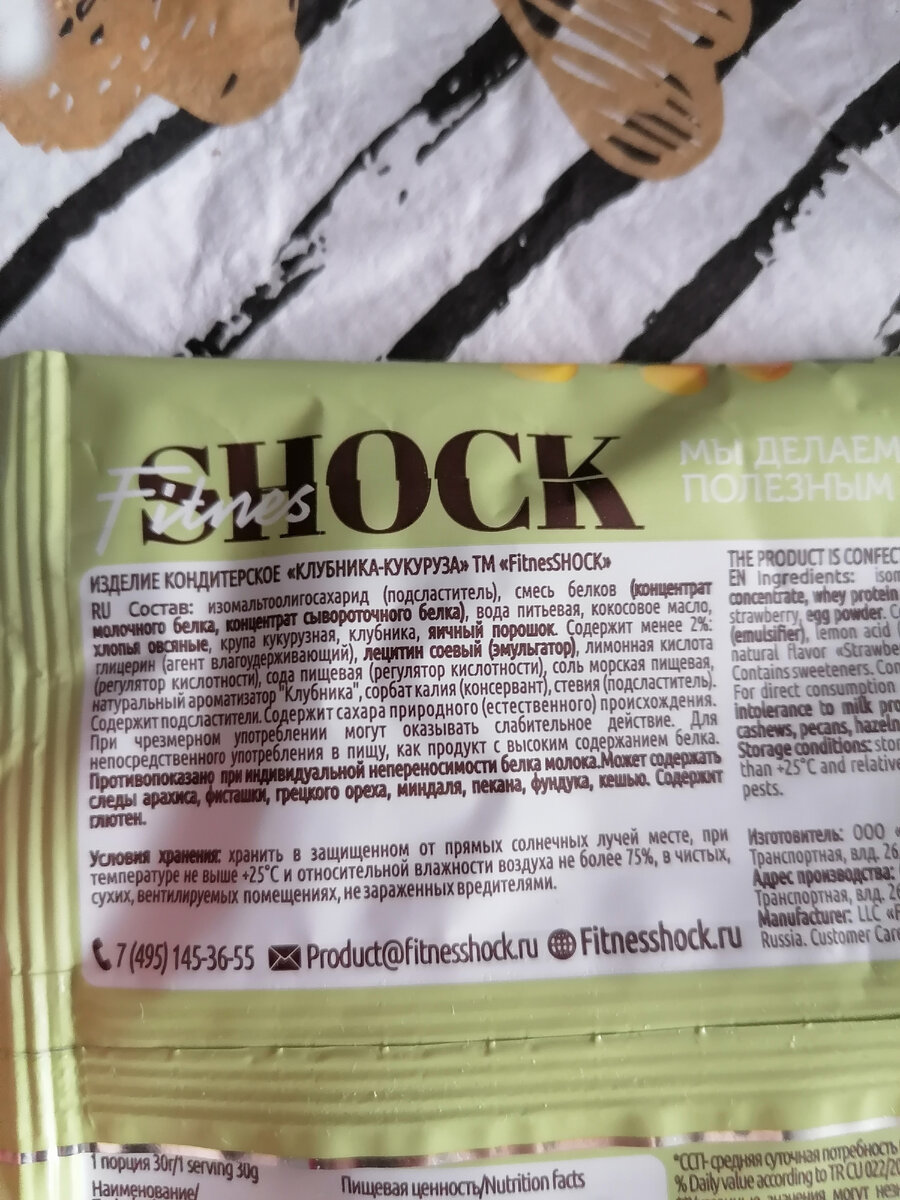 Fitnes SHOCK
МЫ ДЕЛАЕМ
ПОЛЕЗНЫМ
ИЗДЕЛИЕ КОНДИТЕРСКОЕ «КЛУБНИКА-КУКУРУЗА» ТМ «FitnesSHOCK»
RU Состав: изомальтоолигосахарид (подсластитель), смесь белков (концентрат
молочного белка, концентрат сывороточного белка), вода питьевая, кокосовое масло,
хлопья овсяные, крупа кукурузная, клубника, яичный порошок. Содержит менее 2%:
глицерин (агент влагоудерживающий), лецитин соевый (эмульгатор), лимонная кислота
(регулятор кислотности), сода пищевая (регулятор кислотности), соль морская пищевая,
натуральный ароматизатор "Клубника", сорбат калия (консервант), стевия (подсластитель).
Содержит подсластители. Содержит сахара природного (естественного) происхождения.
При чрезмерном употреблении могут оказывать слабительное действие. Для
непосредственного употребления в пищу, как продукт с высоким содержанием белка.
Противопоказано при индивидуальной непереносимости белка молока.Может содержать
следы арахиса, фисташки, грецкого ореха, миндаля, пекана, фундука, кешью. Содержит
глютен.
Условия хранения: хранить в защищенном от прямых солнечных лучей месте, при
температуре не выше +25°С и относительной влажности воздуха не более 75%, в чистых,
сухих, вентилируемых помещениях, не зараженных вредителями.
7 (495) 145-36-55 Product@fitnesshock.ru Fitnesshock.ru
THE PRODUCT IS
EN Ingredients:
concentrate, whey protein
strawberry, egg powder.
(emulsifier), lemon acid
natural flavor
Contains sweeteners.
For direct consumption
intolerance to milk
cashews, pecans,
Storage conditions:
than +25°C and
pests.
Изготовитель: ООО
Транспортная, влд. 26
Адрес производства:
Транспортная, влд. 26
Manufacturer: LLC
Russia. Customer
1 порция 30г/1 serving 30g
Наименование/
Пищевая ценность/Nutrition facts
*ССП- средняя суточная потребность
% Daily value according to TR CU